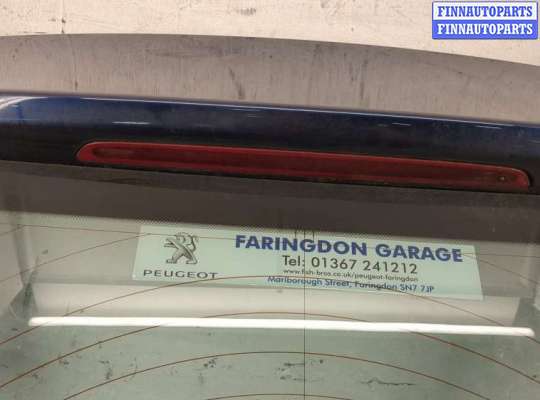 FINNAUTOPARTS
FINNAUTOPARTS
FARINGDON GARAGE
Tel: 01367 241212
www.fish-bros.co.uk/peugeot-faringdon
Marlborough Street, Faringdon SN7 7JP
PEUGEOT